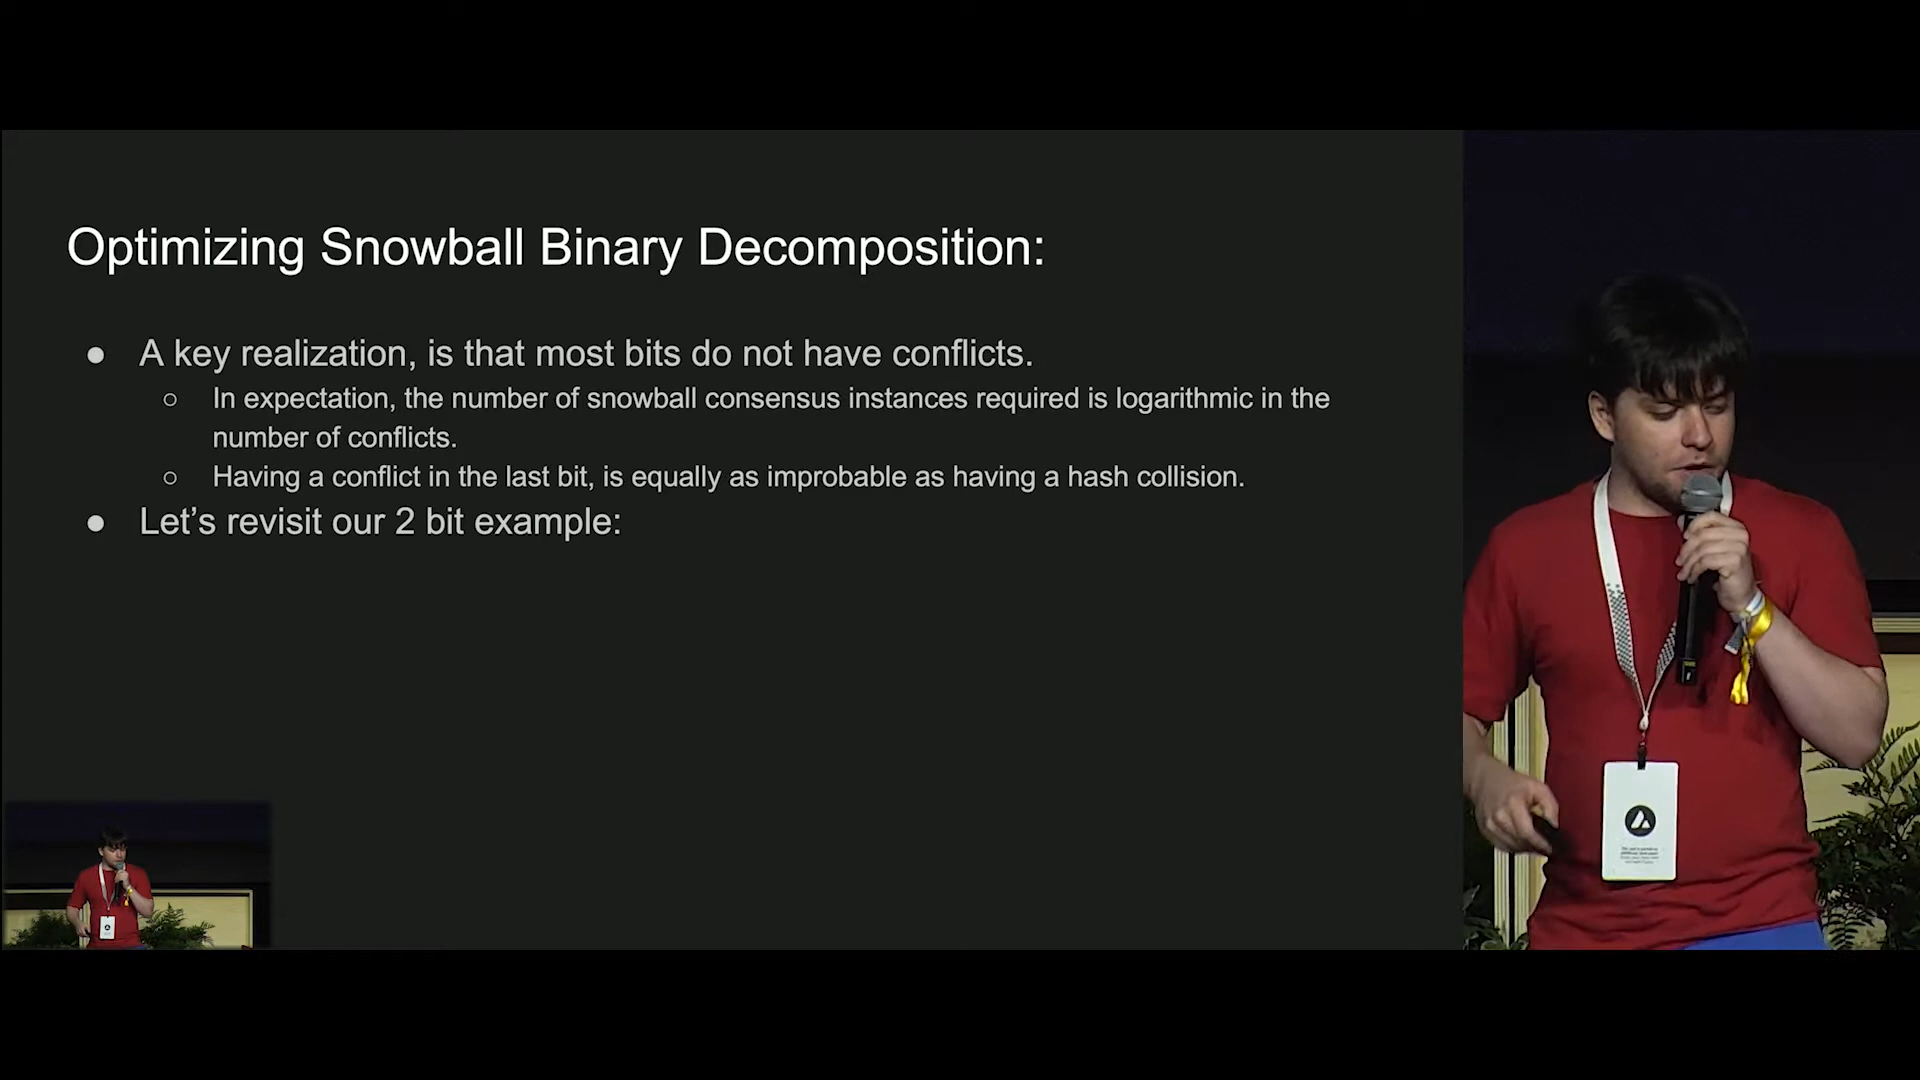 Optimizing Snowball Binary Decomposition:
● A key realization, is that most bits do not have conflicts.
○ In expectation, the number of snowball consensus instances required is logarithmic in the
number of conflicts.
○ Having a conflict in the last bit, is equally as improbable as having a hash collision.
● Let’s revisit our 2 bit example: